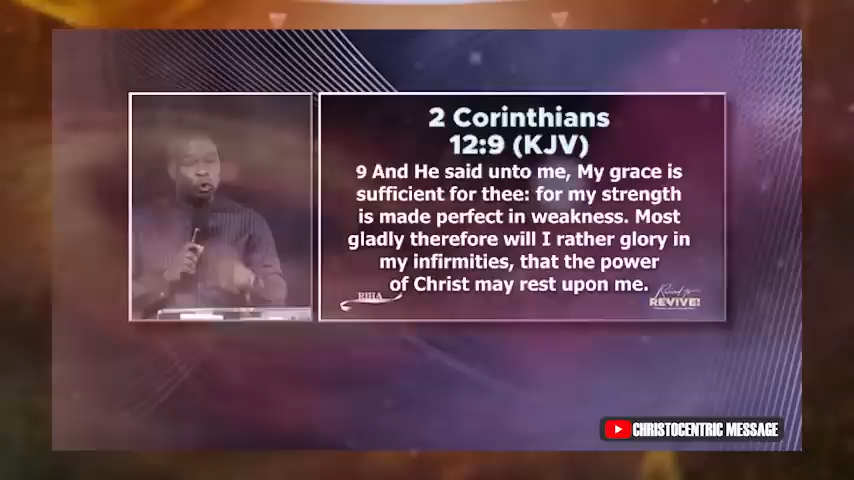 2 Corinthians
12:9 (KJV)
9 And He said unto me, My grace is
sufficient for thee: for my strength
is made perfect in weakness. Most
gladly therefore will I rather glory in
my infirmities, that the power
of Christ may rest upon me.
RIHA
REVIVE!
CHRISTOCENTRIC MESSAGE